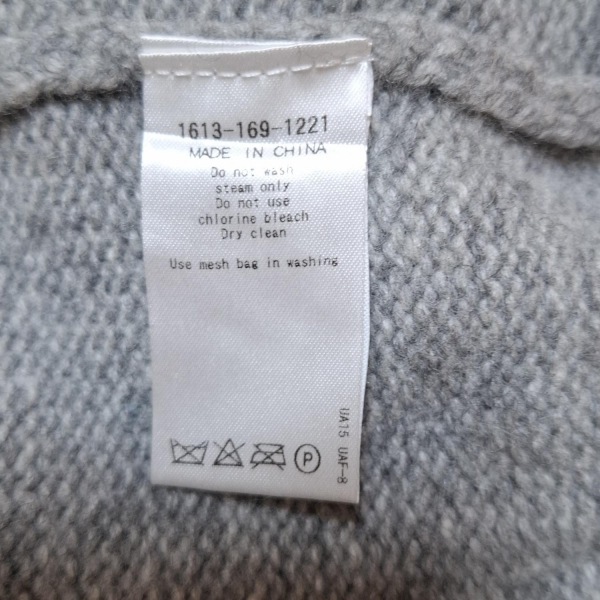 1613-169-1221
MADE IN CHINA
Do not wash
steam only
Do not use
chlorine bleach
Dry clean
Use mesh bag in washing
UA15 UAF-8
P